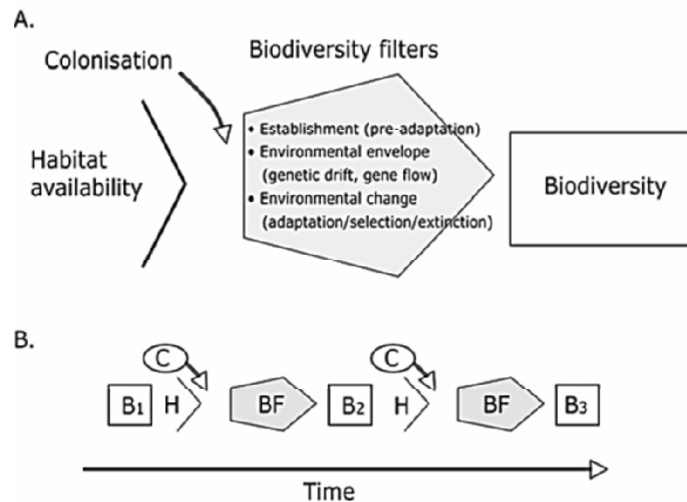 A.
Colonisation
Biodiversity filters
• Establishment (pre-adaptation)
• Environmental envelope
(genetic drift, gene flow)
• Environmental change
(adaptation/selection/extinction)
Habitat
availability
Biodiversity
B.
C
C
B1 H BF B2 H BF B3
Time